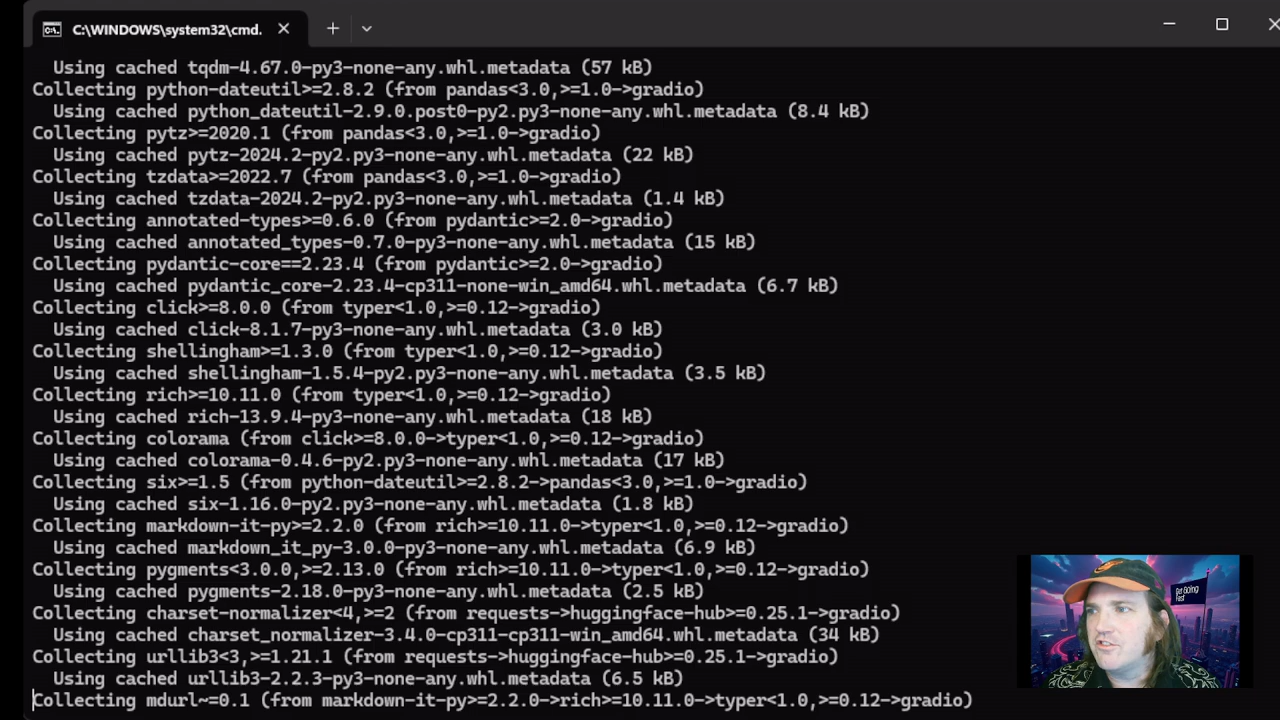 C:\WINDOWS\system32\cmd.
Using cached tqdm-4.67.0-py3-none-any.whl.metadata (57 kB)
Collecting python-dateutil>=2.8.2 (from pandas<3.0,>=1.0->gradio)
Using cached python_dateutil-2.9.0.post0-py2.py3-none-any.whl.metadata (8.4 kB)
Collecting pytz>=2020.1 (from pandas<3.0,>=1.0->gradio)
Using cached pytz-2024.2-py2.py3-none-any.whl.metadata (22 kB)
Collecting tzdata>=2022.7 (from pandas<3.0,>=1.0->gradio)
Using cached tzdata-2024.2-py2.py3-none-any.whl.metadata (1.4 kB)
Collecting annotated-types>=0.6.0 (from pydantic>=2.0->gradio)
Using cached annotated_types-0.7.0-py3-none-any.whl.metadata (15 kB)
Collecting pydantic-core==2.23.4 (from pydantic>=2.0->gradio)
Using cached pydantic_core-2.23.4-cp311-none-win_amd64.whl.metadata (6.7 kB)
Collecting click>=8.0.0 (from typer<1.0,>=0.12->gradio)
Using cached click-8.1.7-py3-none-any.whl.metadata (3.0 kB)
Collecting shellingham>=1.3.0 (from typer<1.0,>=0.12->gradio)
Using cached shellingham-1.5.4-py2.py3-none-any.whl.metadata (3.5 kB)
Collecting rich>=10.11.0 (from typer<1.0,>=0.12->gradio)
Using cached rich-13.9.4-py3-none-any.whl.metadata (18 kB)
Collecting colorama (from click>=8.0.0->typer<1.0,>=0.12->gradio)
Using cached colorama-0.4.6-py2.py3-none-any.whl.metadata (17 kB)
Collecting six>=1.5 (from python-dateutil>=2.8.2->pandas<3.0,>=1.0->gradio)
Using cached six-1.16.0-py2.py3-none-any.whl.metadata (1.8 kB)
Collecting markdown-it-py>=2.2.0 (from rich>=10.11.0->typer<1.0,>=0.12->gradio)
Using cached markdown_it_py-3.0.0-py3-none-any.whl.metadata (6.9 kB)
Collecting pygments<3.0.0,>=2.13.0 (from rich>=10.11.0->typer<1.0,>=0.12->gradio)
Using cached pygments-2.18.0-py3-none-any.whl.metadata (2.5 kB)
Collecting charset-normalizer<4,>=2 (from requests->huggingface-hub>=0.25.1->gradio)
Using cached charset_normalizer-3.4.0-cp311-cp311-win_amd64.whl.metadata (34 kB)
Collecting urllib3<3,>=1.21.1 (from requests->huggingface-hub>=0.25.1->gradio)
Using cached urllib3-2.2.3-py3-none-any.whl.metadata (6.5 kB)
Collecting mdurl~=0.1 (from markdown-it-py>=2.2.0->rich>=10.11.0->typer<1.0,>=0.12->gradio)
Get Going
Fast